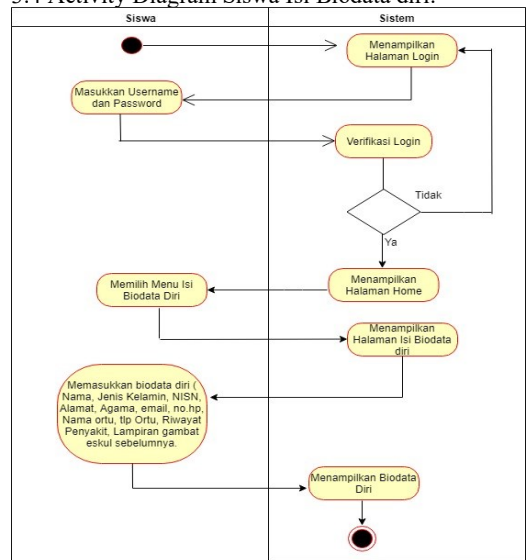 3.4 Activity Diagram Siswa Isi Biodata diri.
Siswa
Sistem
Menampilkan
Halaman Login
Masukkan Username
dan Password
Verifikasi Login
Tidak
Ya
Menampilkan
Halaman Home
Memilih Menu Isi
Biodata Diri
Menampilkan
Halaman Isi Biodata
diri
Memasukkan biodata diri (
Nama, Jenis Kelamin, NISN,
Alamat, Agama, email, no.hp,
Nama ortu, tlp Ortu, Riwayat
Penyakit, Lampiran gambat
eskul sebelumnya.
Menampilkan Biodata
Diri